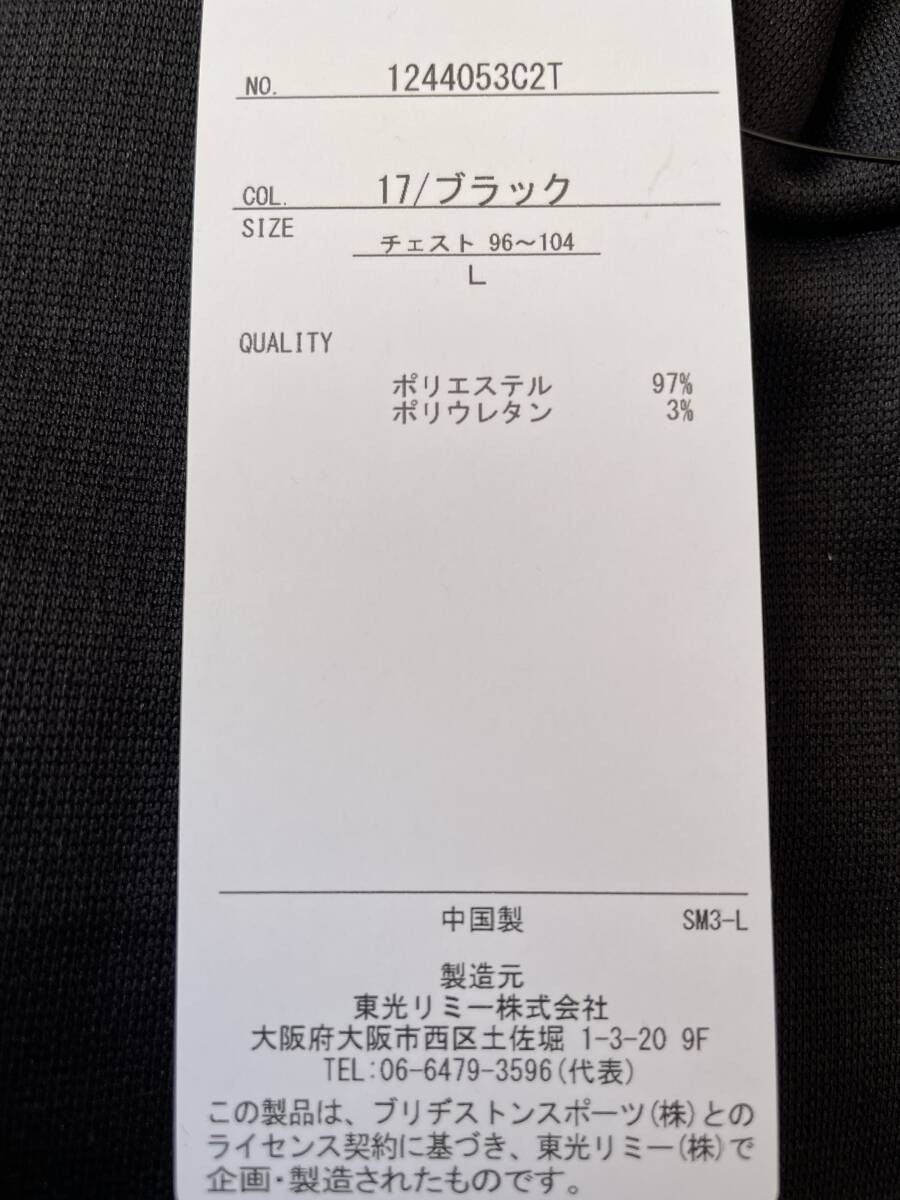 NO. 1244053C2T
COL. 17/ブラック
SIZE
チェスト 96〜104
L
QUALITY
ポリエステル 97%
ポリウレタン 3%
中国製 SM3-L
製造元
東光リミー株式会社
大阪府大阪市西区土佐堀 1-3-20 9F
TEL:06-6479-3596(代表)
この製品は、ブリヂストンスポーツ(株)との
ライセンス契約に基づき、東光リミー(株)で
企画・製造されたものです。